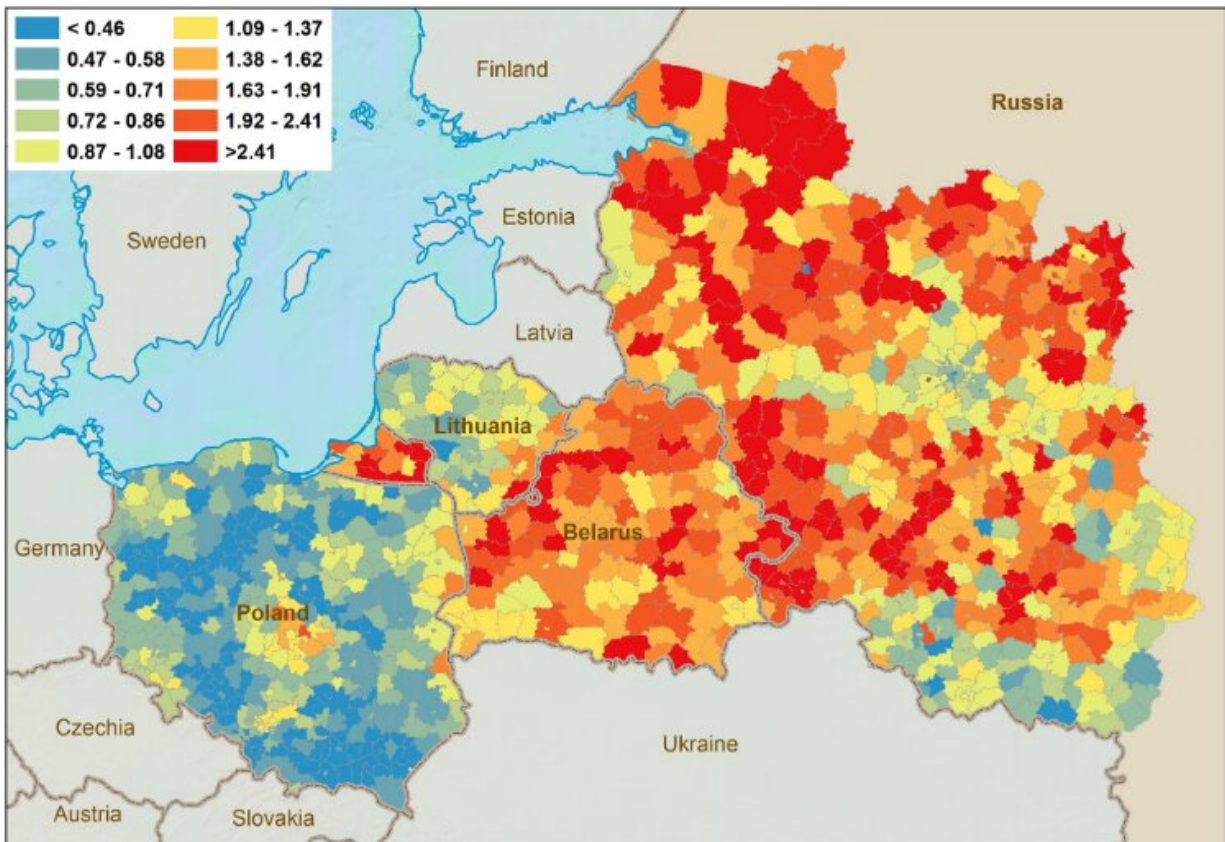 < 0.46
0.47 - 0.58
0.59 - 0.71
0.72 - 0.86
0.87 - 1.08
1.09 - 1.37
1.38 - 1.62
1.63 - 1.91
1.92 - 2.41
>2.41
Finland
Russia
Sweden
Estonia
Latvia
Lithuania
Belarus
Germany
Poland
Czechia
Ukraine
Austria
Slovakia